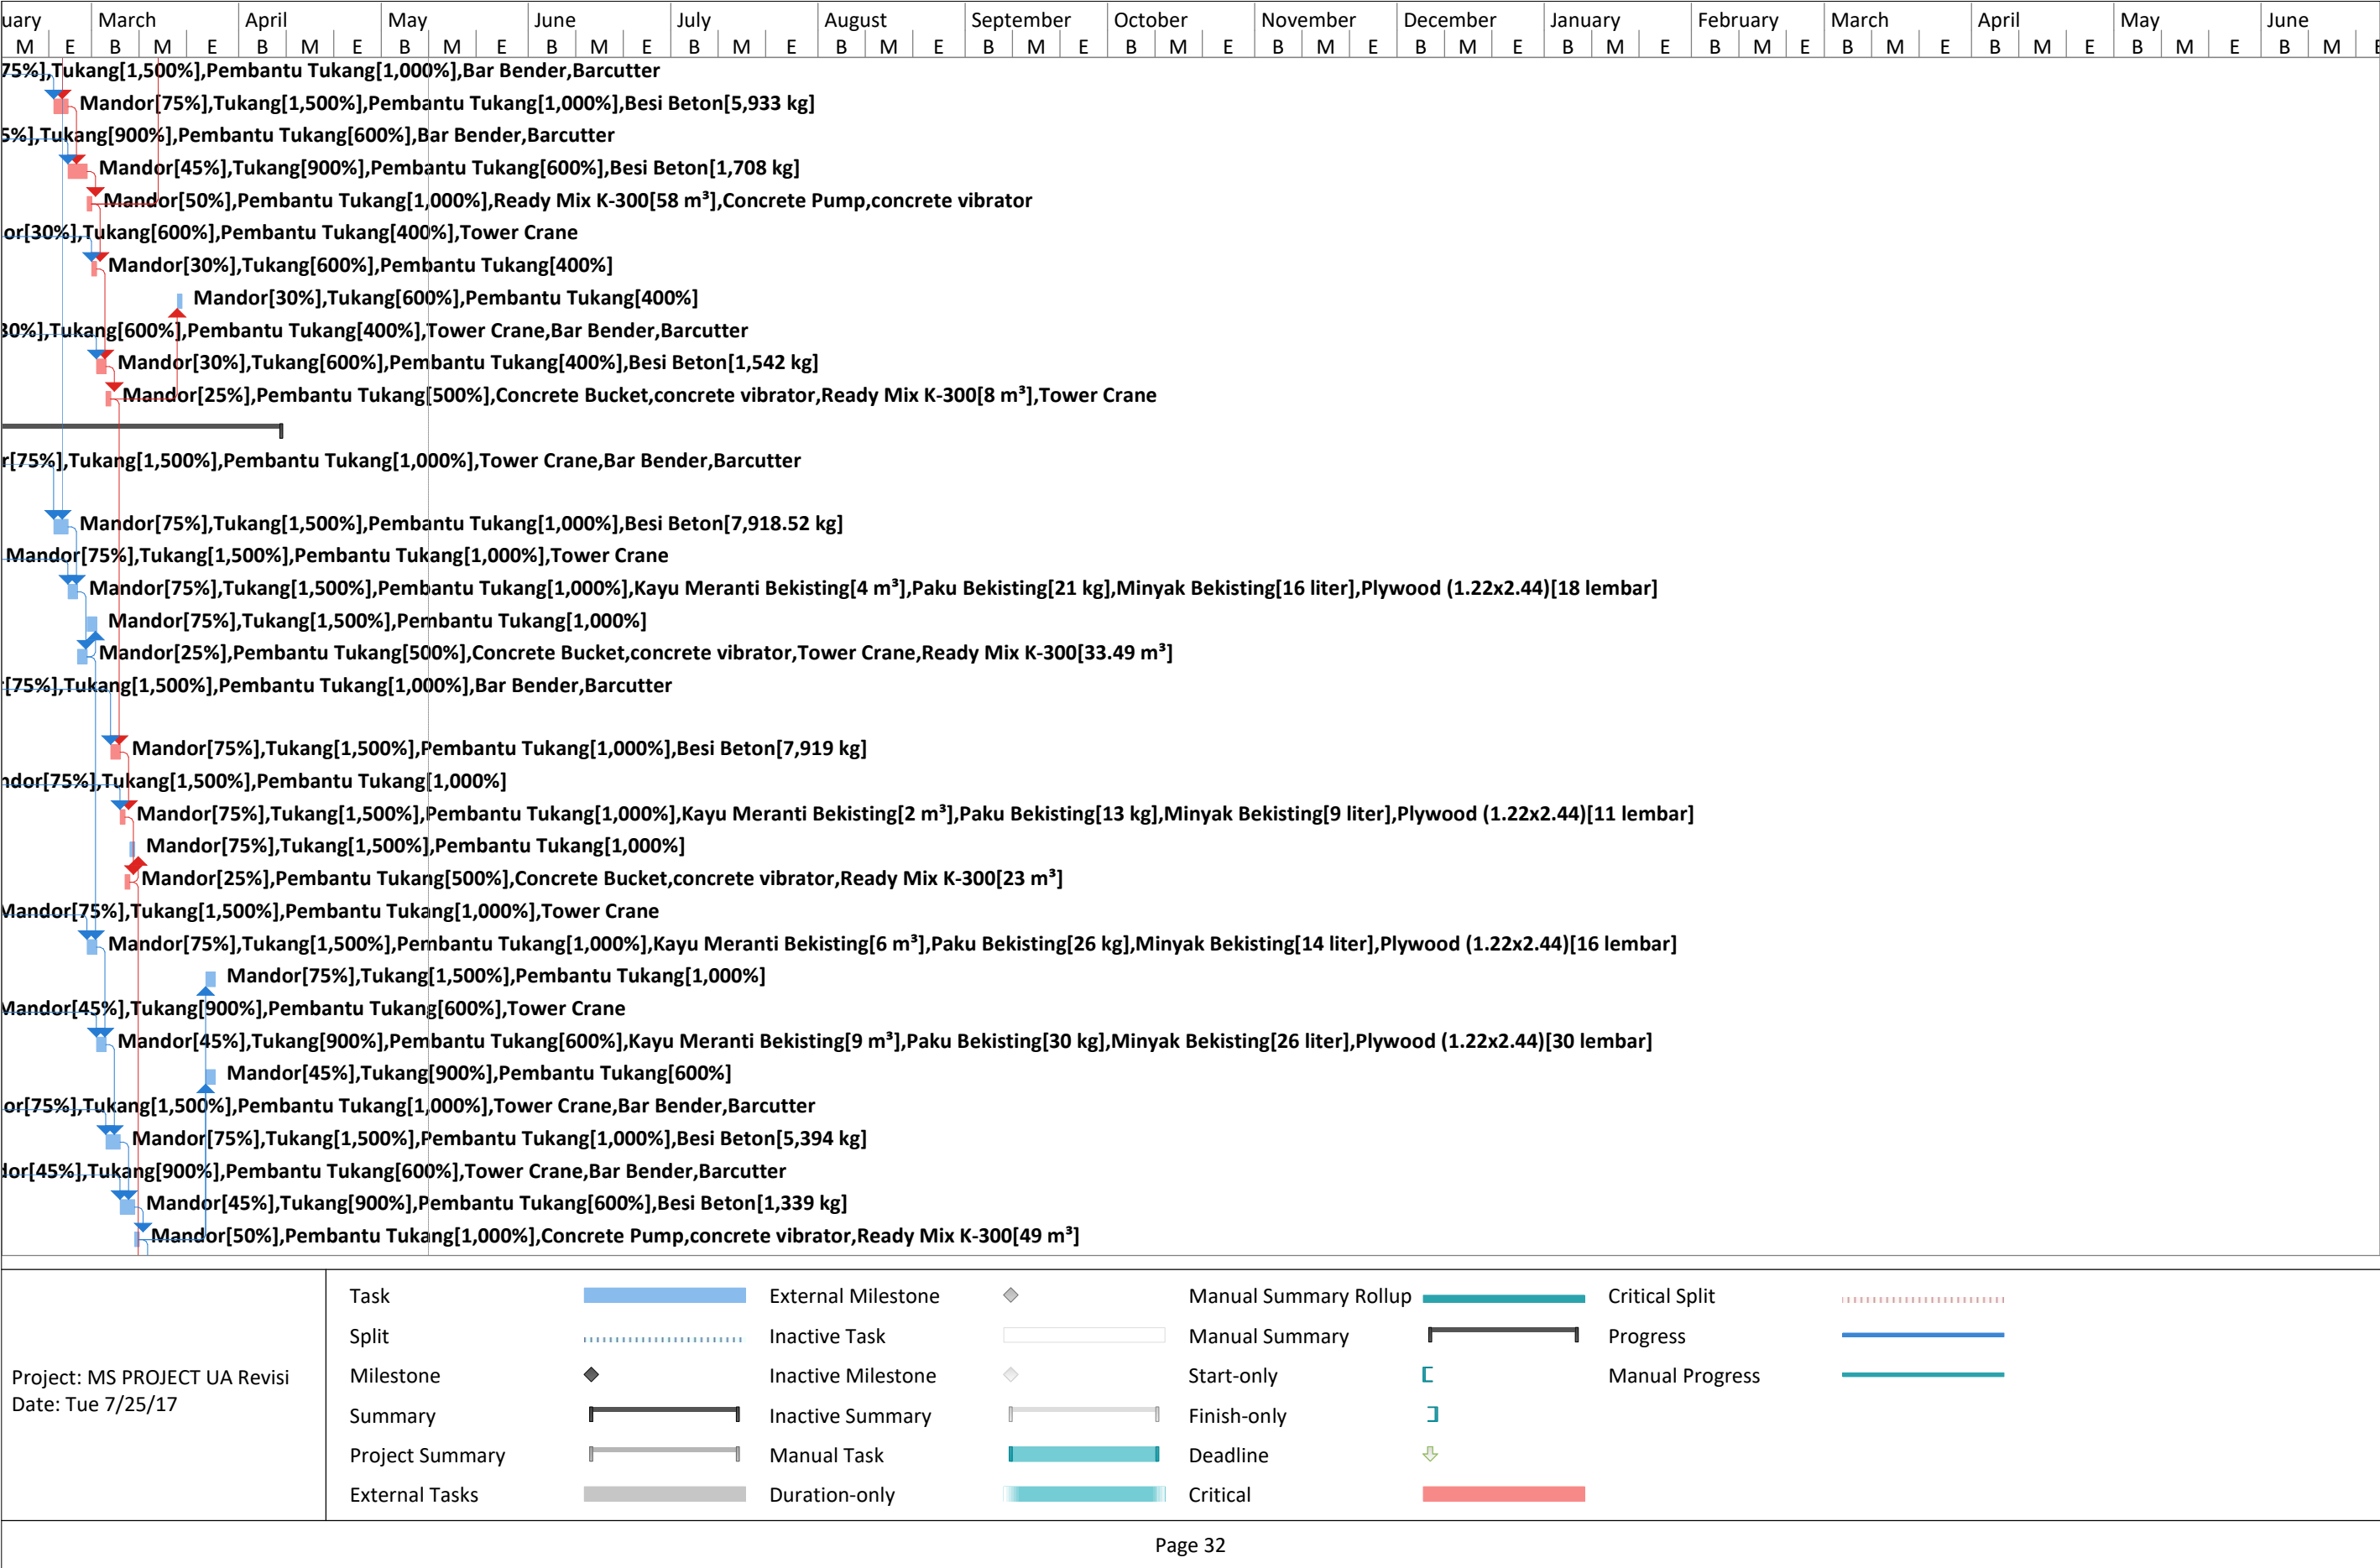 uary March April May June July August September October November December January February March April May June
M E B M E B M E B M E B M E B M E B M E B M E B M E B M E B M E B M E B M E B M E B M E B M E B M E
75%],Tukang[1,500%],Pembantu Tukang[1,000%],Bar Bender,Barcutter
Mandor[75%],Tukang[1,500%],Pembantu Tukang[1,000%],Besi Beton[5,933 kg]
5%],Tukang[900%],Pembantu Tukang[600%],Bar Bender,Barcutter
Mandor[45%],Tukang[900%],Pembantu Tukang[600%],Besi Beton[1,708 kg]
Mandor[50%],Pembantu Tukang[1,000%],Ready Mix K-300[58 m³],Concrete Pump,concrete vibrator
or[30%],Tukang[600%],Pembantu Tukang[400%],Tower Crane
Mandor[30%],Tukang[600%],Pembantu Tukang[400%]
Mandor[30%],Tukang[600%],Pembantu Tukang[400%]
30%],Tukang[600%],Pembantu Tukang[400%],Tower Crane,Bar Bender,Barcutter
Mandor[30%],Tukang[600%],Pembantu Tukang[400%],Besi Beton[1,542 kg]
Mandor[25%],Pembantu Tukang[500%],Concrete Bucket,concrete vibrator,Ready Mix K-300[8 m³],Tower Crane
r[75%],Tukang[1,500%],Pembantu Tukang[1,000%],Tower Crane,Bar Bender,Barcutter
Mandor[75%],Tukang[1,500%],Pembantu Tukang[1,000%],Besi Beton[7,918.52 kg]
Mandor[75%],Tukang[1,500%],Pembantu Tukang[1,000%],Tower Crane
Mandor[75%],Tukang[1,500%],Pembantu Tukang[1,000%],Kayu Meranti Bekisting[4 m³],Paku Bekisting[21 kg],Minyak Bekisting[16 liter],Plywood (1.22x2.44)[18 lembar]
Mandor[75%],Tukang[1,500%],Pembantu Tukang[1,000%]
Mandor[25%],Pembantu Tukang[500%],Concrete Bucket,concrete vibrator,Tower Crane,Ready Mix K-300[33.49 m³]
[75%],Tukang[1,500%],Pembantu Tukang[1,000%],Bar Bender,Barcutter
Mandor[75%],Tukang[1,500%],Pembantu Tukang[1,000%],Besi Beton[7,919 kg]
ndor[75%],Tukang[1,500%],Pembantu Tukang[1,000%]
Mandor[75%],Tukang[1,500%],Pembantu Tukang[1,000%],Kayu Meranti Bekisting[2 m³],Paku Bekisting[13 kg],Minyak Bekisting[9 liter],Plywood (1.22x2.44)[11 lembar]
Mandor[75%],Tukang[1,500%],Pembantu Tukang[1,000%]
Mandor[25%],Pembantu Tukang[500%],Concrete Bucket,concrete vibrator,Ready Mix K-300[23 m³]
Mandor[75%],Tukang[1,500%],Pembantu Tukang[1,000%],Tower Crane
Mandor[75%],Tukang[1,500%],Pembantu Tukang[1,000%],Kayu Meranti Bekisting[6 m³],Paku Bekisting[26 kg],Minyak Bekisting[14 liter],Plywood (1.22x2.44)[16 lembar]
Mandor[75%],Tukang[1,500%],Pembantu Tukang[1,000%]
Mandor[45%],Tukang[900%],Pembantu Tukang[600%],Tower Crane
Mandor[45%],Tukang[900%],Pembantu Tukang[600%],Kayu Meranti Bekisting[9 m³],Paku Bekisting[30 kg],Minyak Bekisting[26 liter],Plywood (1.22x2.44)[30 lembar]
Mandor[45%],Tukang[900%],Pembantu Tukang[600%]
or[75%],Tukang[1,500%],Pembantu Tukang[1,000%],Tower Crane,Bar Bender,Barcutter
Mandor[75%],Tukang[1,500%],Pembantu Tukang[1,000%],Besi Beton[5,394 kg]
dor[45%],Tukang[900%],Pembantu Tukang[600%],Tower Crane,Bar Bender,Barcutter
Mandor[45%],Tukang[900%],Pembantu Tukang[600%],Besi Beton[1,339 kg]
Mandor[50%],Pembantu Tukang[1,000%],Concrete Pump,concrete vibrator,Ready Mix K-300[49 m³]
Project: MS PROJECT UA Revisi
Date: Tue 7/25/17
Task External Milestone Manual Summary Rollup Critical Split
Split Inactive Task Manual Summary Progress
Milestone Inactive Milestone Start-only Manual Progress
Summary Inactive Summary Finish-only
Project Summary Manual Task Deadline
External Tasks Duration-only Critical
Page 32